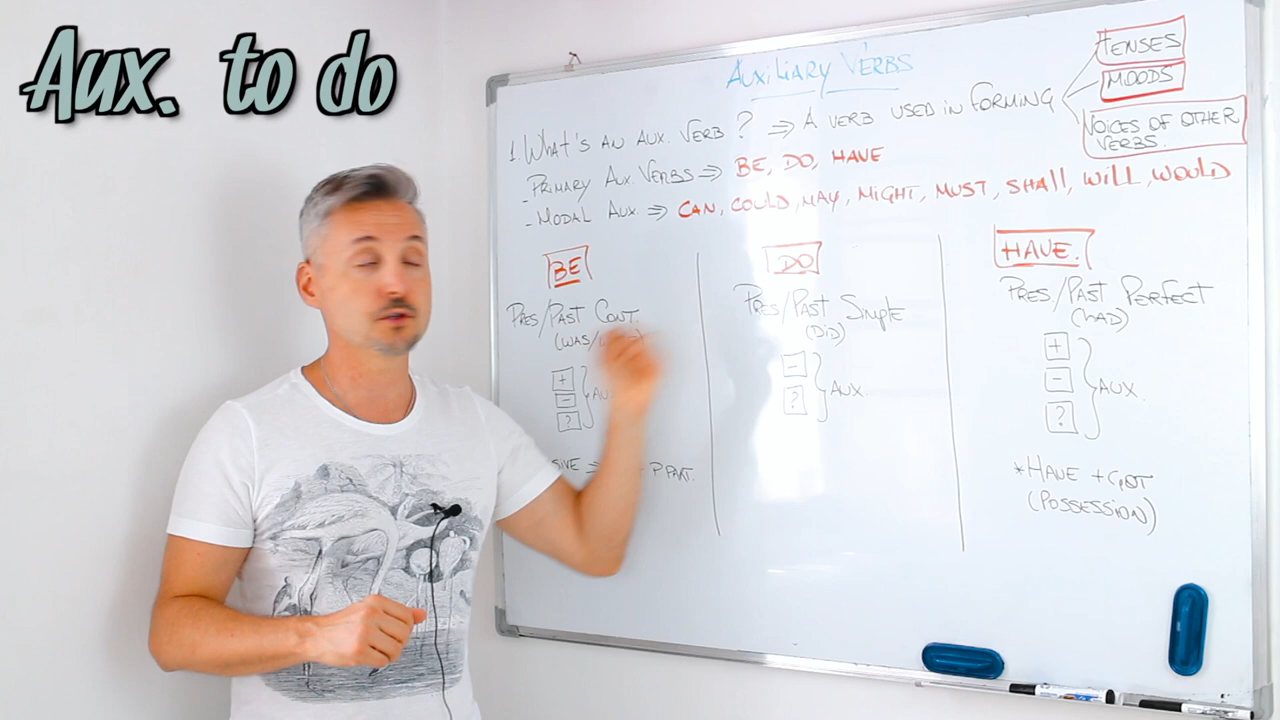 Aux. to do
AUXILIARY VERBS
1. WHAT'S AN AUX. VERB ? ⇒ A VERB USED IN FORMING
TENSES
MOODS
VOICES OF OTHER
VERBS.
- PRIMARY AUX. VERBS ⇒ BE, DO, HAVE
- MODAL AUX. ⇒ CAN, COULD, MAY, MIGHT, MUST, SHALL, WILL, WOULD
BE
PRES/PAST CONT.
(WAS/
+
-
?
PPART.
DO
PRES/PAST SIMPLE
(DID)
-
?
AUX.
HAVE.
PRES/PAST PERFECT
(HAD)
+
-
?
AUX.
*HAVE + GOT
(POSSESSION)